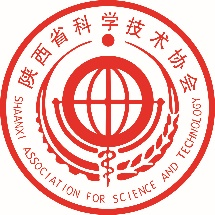 陕西省科学技术协会
SHAANXI ASSOCIATION FOR SCIENCE AND TECHNOLOGY